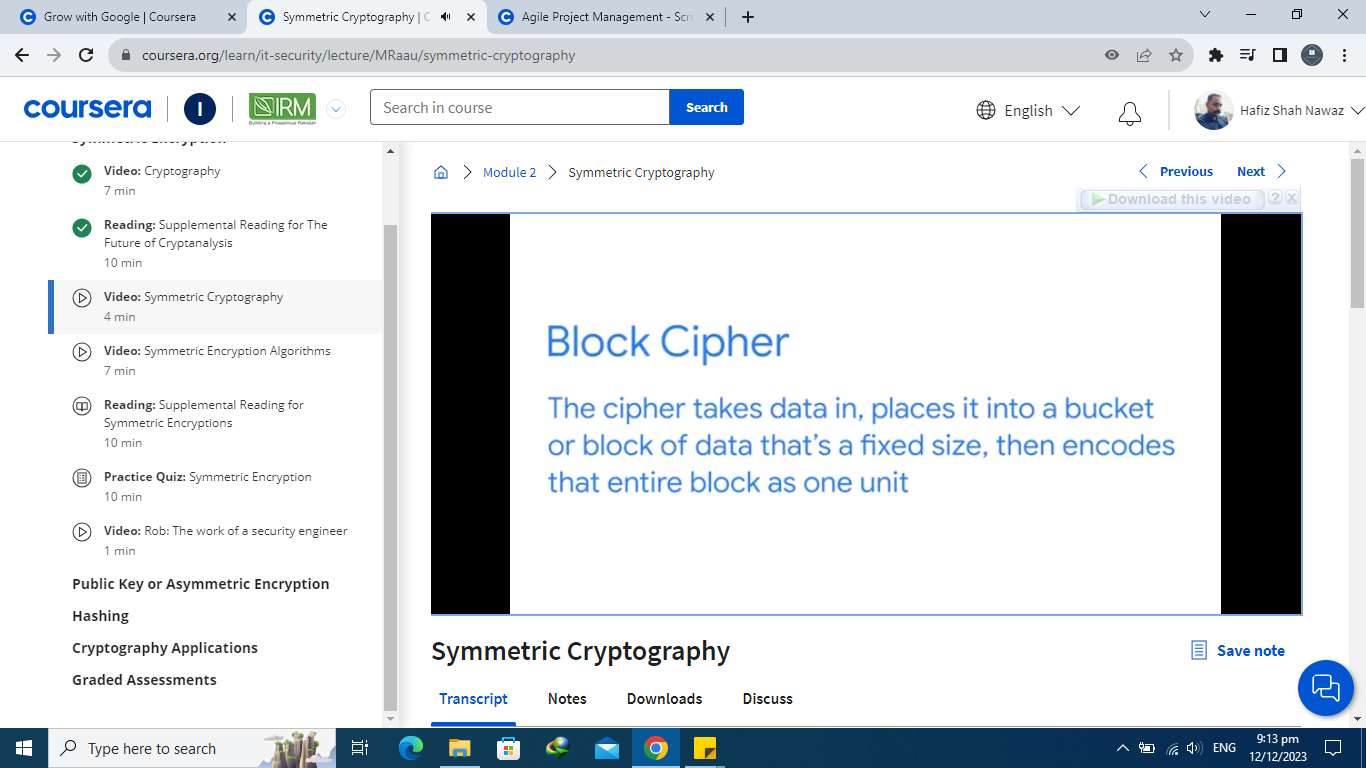 Grow with Google | Coursera
Symmetric Cryptography | C
Agile Project Management - Scr
coursera.org/learn/it-security/lecture/MRaau/symmetric-cryptography
coursera
I
IRM
Search in course
Search
English
Hafiz Shah Nawaz
Symmetric Encryption
Video: Cryptography
7 min
Reading: Supplemental Reading for The
Future of Cryptanalysis
10 min
Video: Symmetric Cryptography
4 min
Video: Symmetric Encryption Algorithms
7 min
Reading: Supplemental Reading for
Symmetric Encryptions
10 min
Practice Quiz: Symmetric Encryption
10 min
Video: Rob: The work of a security engineer
1 min
Public Key or Asymmetric Encryption
Hashing
Cryptography Applications
Graded Assessments
Module 2
Symmetric Cryptography
Previous
Next
Download this video
? X
Block Cipher
The cipher takes data in, places it into a bucket
or block of data that's a fixed size, then encodes
that entire block as one unit
Symmetric Cryptography
Save note
Transcript
Notes
Downloads
Discuss
Type here to search
ENG
9:13 pm
12/12/2023